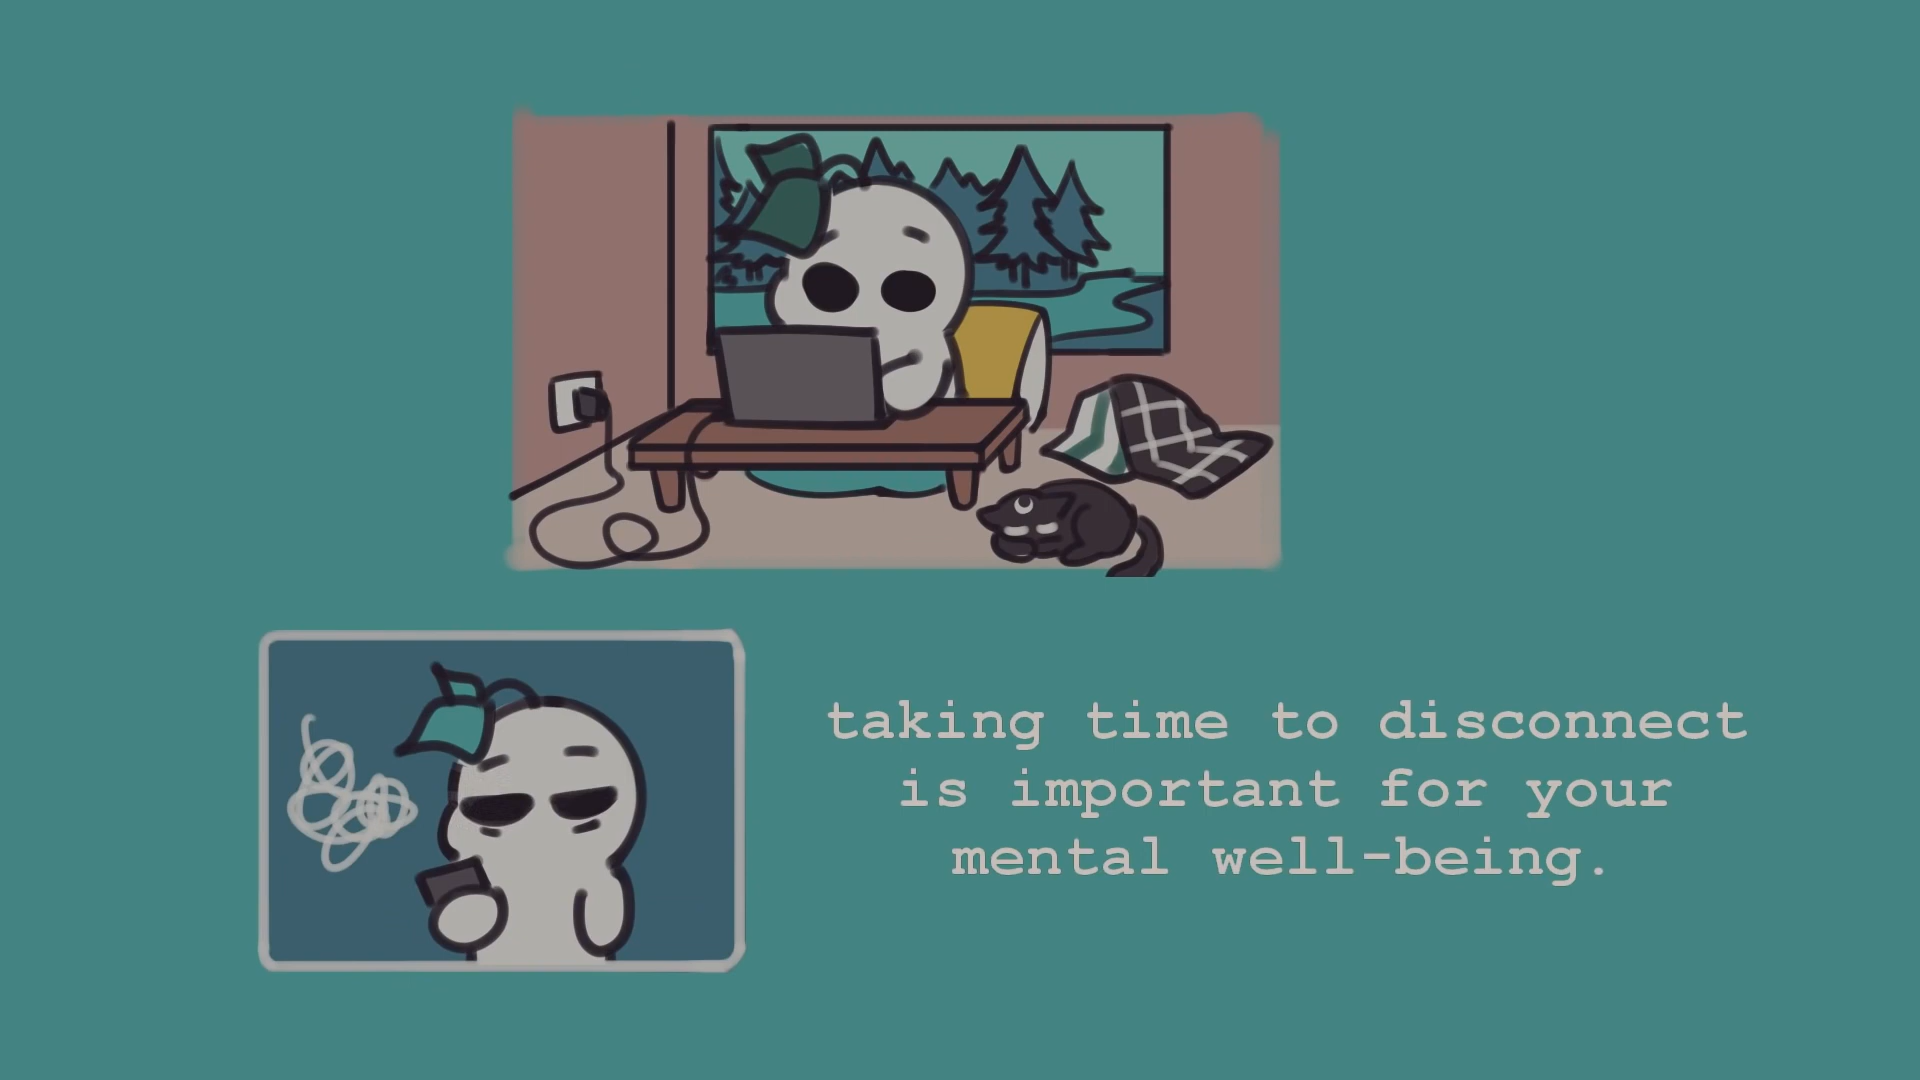 taking time to disconnect
is important for your
mental well-being.